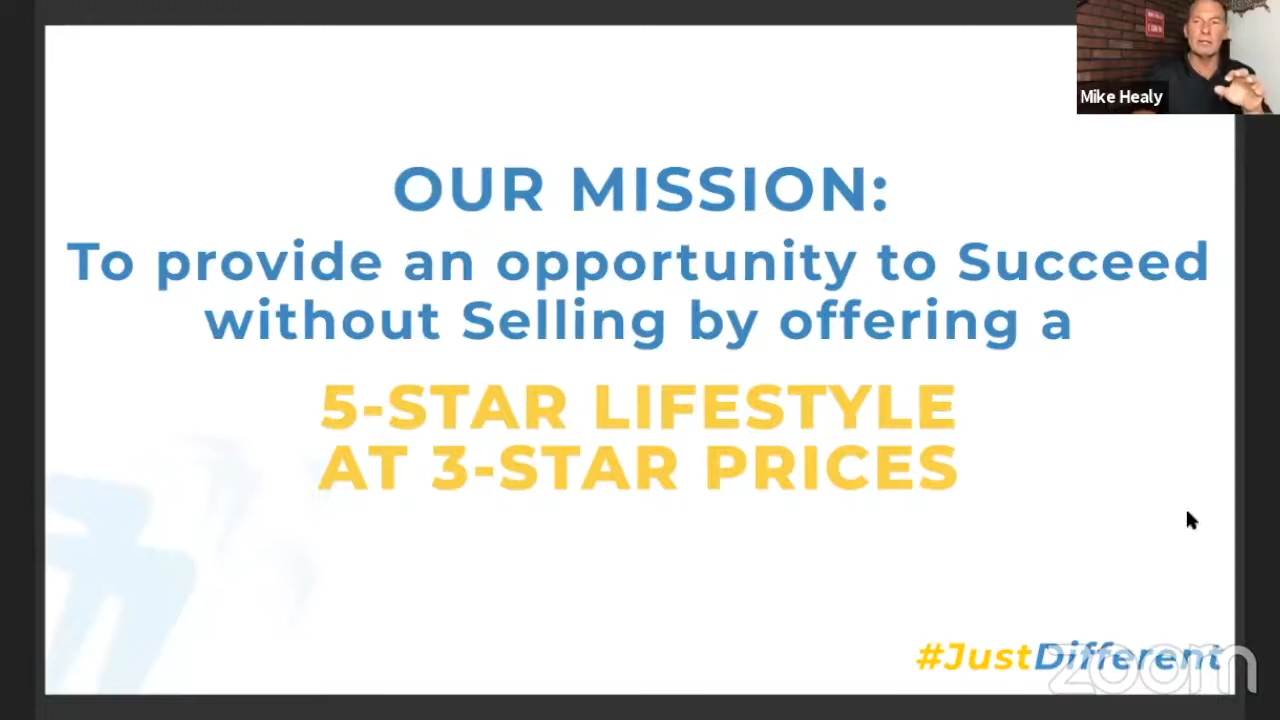 Mike Healy
OUR MISSION:
To provide an opportunity to Succeed
without Selling by offering a
5-STAR LIFESTYLE
AT 3-STAR PRICES
#JustDifferent
zoom